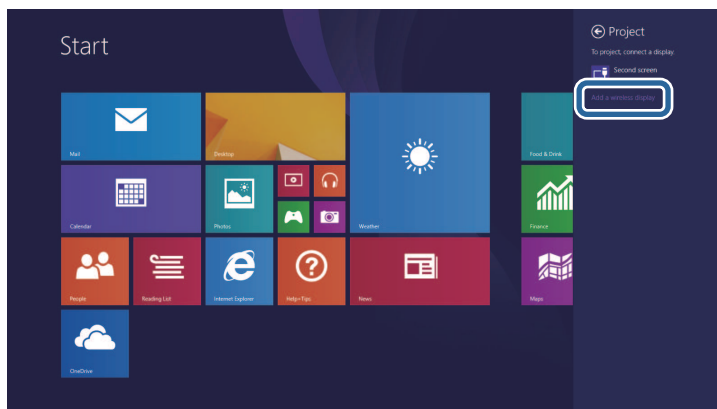 Start
Project
To project, connect a display.
Second screen
Add a wireless display
Mail
Desktop
Weather
Food & Drink
Calendar
Photos
Finance
People
Reading List
Internet Explorer
Help+Tips
News
Maps
OneDrive